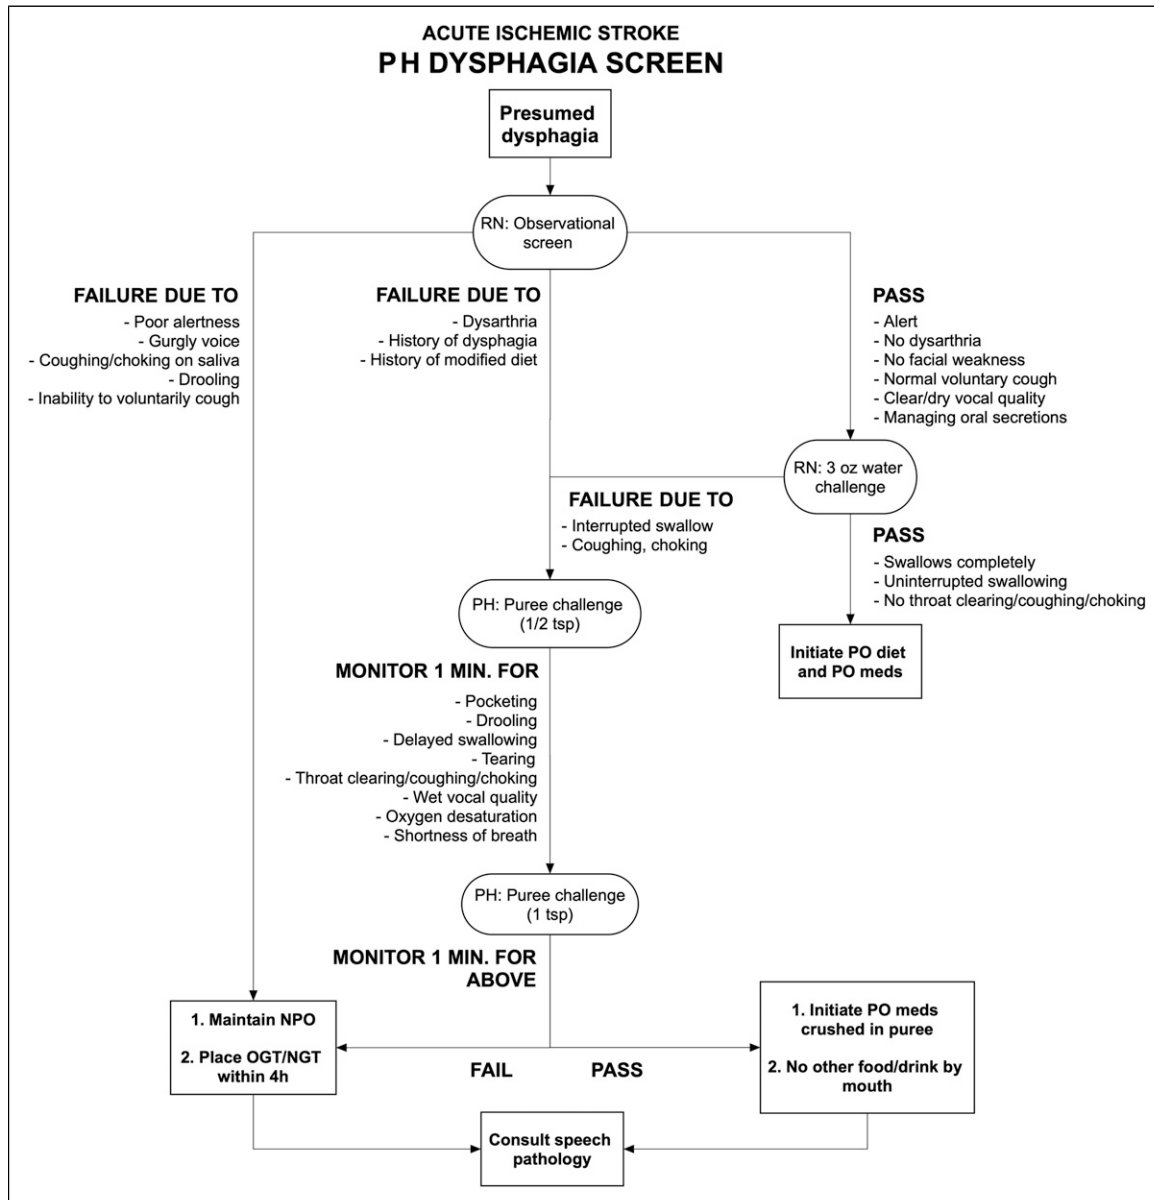 ACUTE ISCHEMIC STROKE
PH DYSPHAGIA SCREEN
Presumed
dysphagia
RN: Observational
screen
FAILURE DUE TO
- Poor alertness
- Gurgly voice
- Coughing/choking on saliva
- Drooling
- Inability to voluntarily cough
FAILURE DUE TO
- Dysarthria
- History of dysphagia
- History of modified diet
PASS
- Alert
- No dysarthria
- No facial weakness
- Normal voluntary cough
- Clear/dry vocal quality
- Managing oral secretions
RN: 3 oz water
challenge
FAILURE DUE TO
- Interrupted swallow
- Coughing, choking
PASS
- Swallows completely
- Uninterrupted swallowing
- No throat clearing/coughing/choking
PH: Puree challenge
(1/2 tsp)
Initiate PO diet
and PO meds
MONITOR 1 MIN. FOR
- Pocketing
- Drooling
- Delayed swallowing
- Tearing
- Throat clearing/coughing/choking
- Wet vocal quality
- Oxygen desaturation
- Shortness of breath
PH: Puree challenge
(1 tsp)
MONITOR 1 MIN. FOR
ABOVE
1. Maintain NPO
2. Place OGT/NGT
within 4h
FAIL
PASS
1. Initiate PO meds
crushed in puree
2. No other food/drink by
mouth
Consult speech
pathology